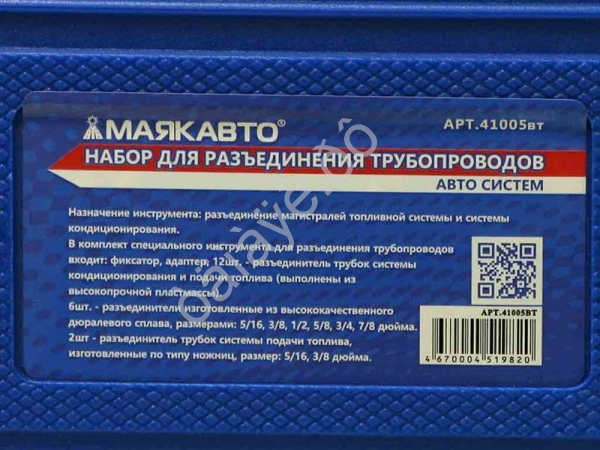 МАЯКАВТО®
АРТ.41005вт
НАБОР ДЛЯ РАЗЪЕДИНЕНИЯ ТРУБОПРОВОДОВ
АВТО СИСТЕМ
Назначение инструмента: разъединение магистралей топливной системы и системы
кондиционирования.
В комплект специального инструмента для разъединения трубопроводов
входит: фиксатор, адаптер, 12шт. - разъединитель трубок системы
кондиционирования и подачи топлива (выполнены из
высокопрочной пластмассы).
6шт. - разъединители изготовленные из высококачественного
дюралевого сплава, размерами: 5/16, 3/8, 1/2, 5/8, 3/4, 7/8 дюйма.
2шт - разъединитель трубок системы подачи топлива,
изготовленные по типу ножниц, размер: 5/16, 3/8 дюйма.
АРТ.41005ВТ
4 670004 519820